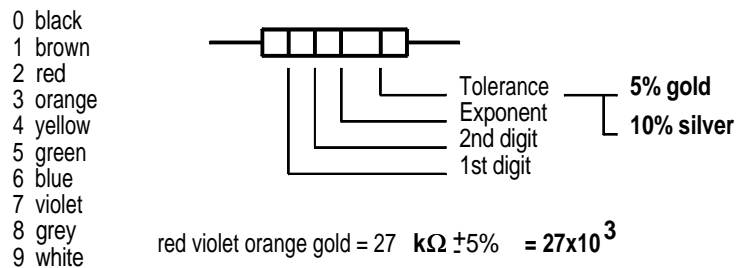 0 black
1 brown
2 red
3 orange
4 yellow
5 green
6 blue
7 violet
8 grey
9 white
Tolerance
Exponent
2nd digit
1st digit
5% gold
10% silver
red violet orange gold = 27 kΩ ±5% = 27x10³